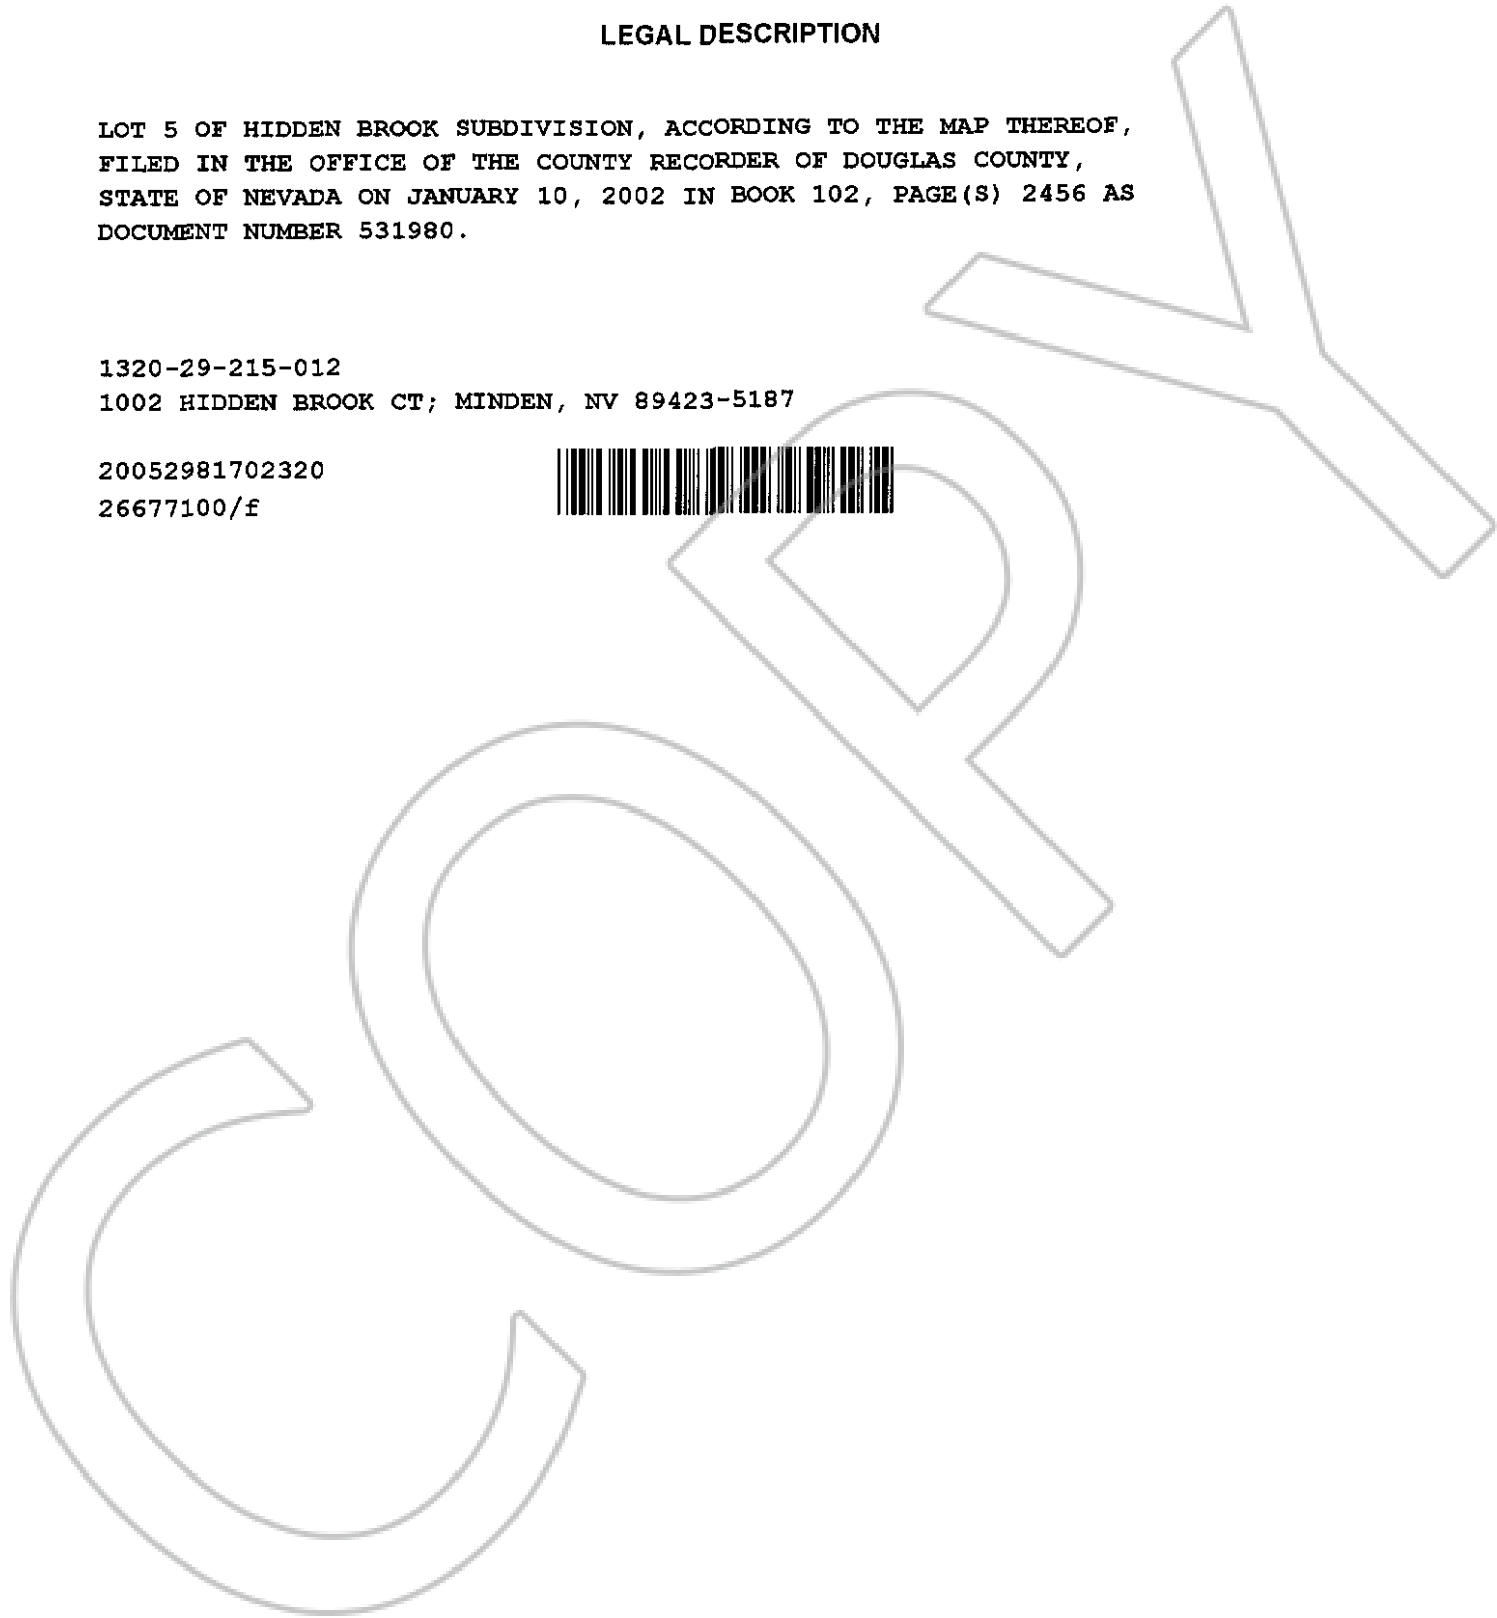 LEGAL DESCRIPTION
LOT 5 OF HIDDEN BROOK SUBDIVISION, ACCORDING TO THE MAP THEREOF,
FILED IN THE OFFICE OF THE COUNTY RECORDER OF DOUGLAS COUNTY,
STATE OF NEVADA ON JANUARY 10, 2002 IN BOOK 102, PAGE(S) 2456 AS
DOCUMENT NUMBER 531980.
1320-29-215-012
1002 HIDDEN BROOK CT; MINDEN, NV 89423-5187
20052981702320
26677100/f
COPY